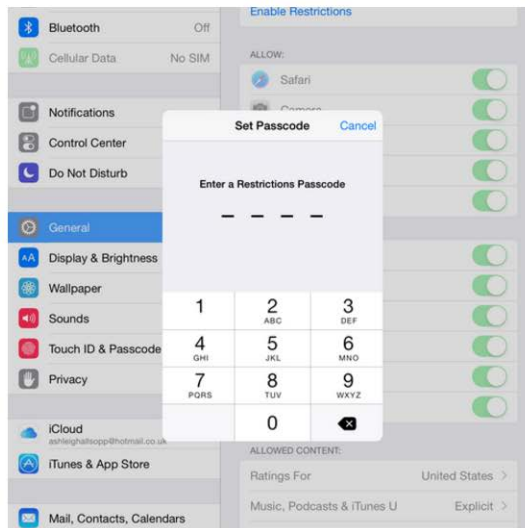 Enable Restrictions
Bluetooth Off
Cellular Data No SIM
ALLOW:
Safari
Camera
Notifications
Control Center
Do Not Disturb
Set Passcode Cancel
Enter a Restrictions Passcode
General
AA Display & Brightness
Wallpaper
Sounds
Touch ID & Passcode
Privacy
1 2 3
ABC DEF
4 5 6
GHI JKL MNO
7 8 9
PQRS TUV WXYZ
0
iCloud
ashleighallsopp@hotmail.co.uk
iTunes & App Store
ALLOWED CONTENT:
Ratings For United States
Music, Podcasts & iTunes U Explicit
Mail, Contacts, Calendars